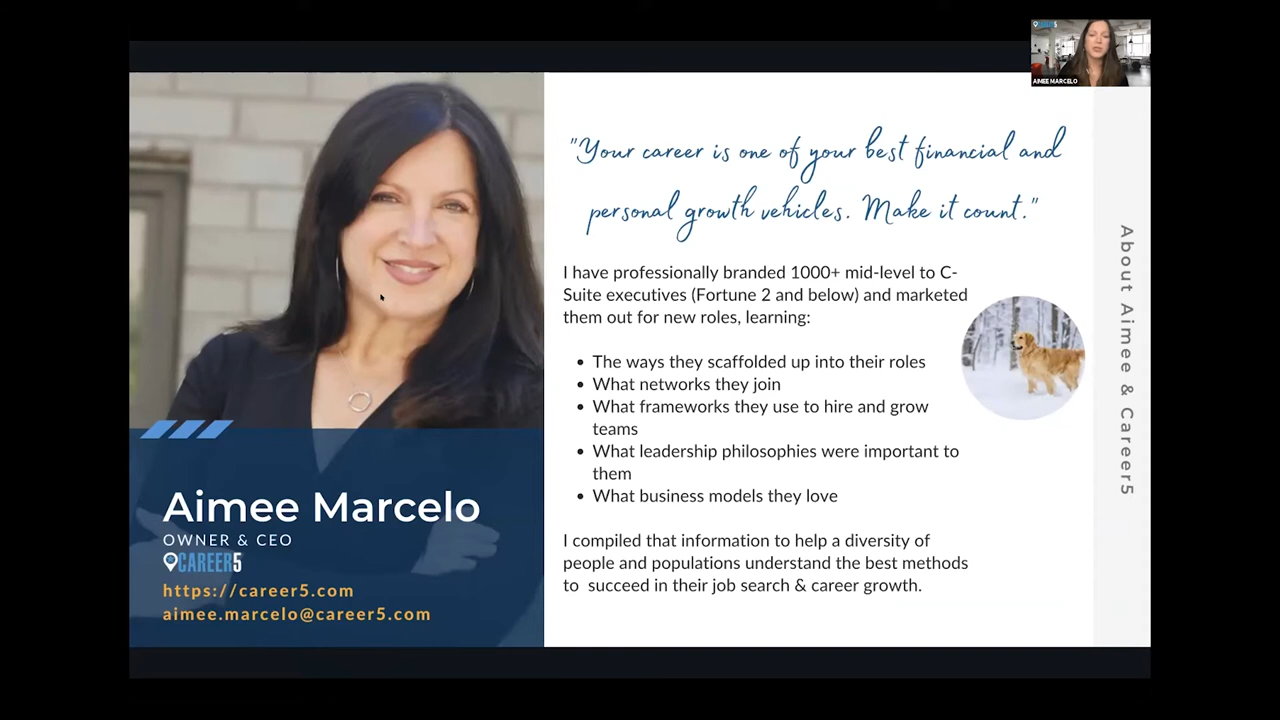 CAREER5
AIMEE MARCELO
"Your career is one of your best financial and
personal growth vehicles. Make it count."
I have professionally branded 1000+ mid-level to C-
Suite executives (Fortune 2 and below) and marketed
them out for new roles, learning:
• The ways they scaffolded up into their roles
• What networks they join
• What frameworks they use to hire and grow
teams
• What leadership philosophies were important to
them
• What business models they love
I compiled that information to help a diversity of
people and populations understand the best methods
to  succeed in their job search & career growth.
Aimee Marcelo
OWNER & CEO
CAREER5
https://career5.com
aimee.marcelo@career5.com
About Aimee & Career5